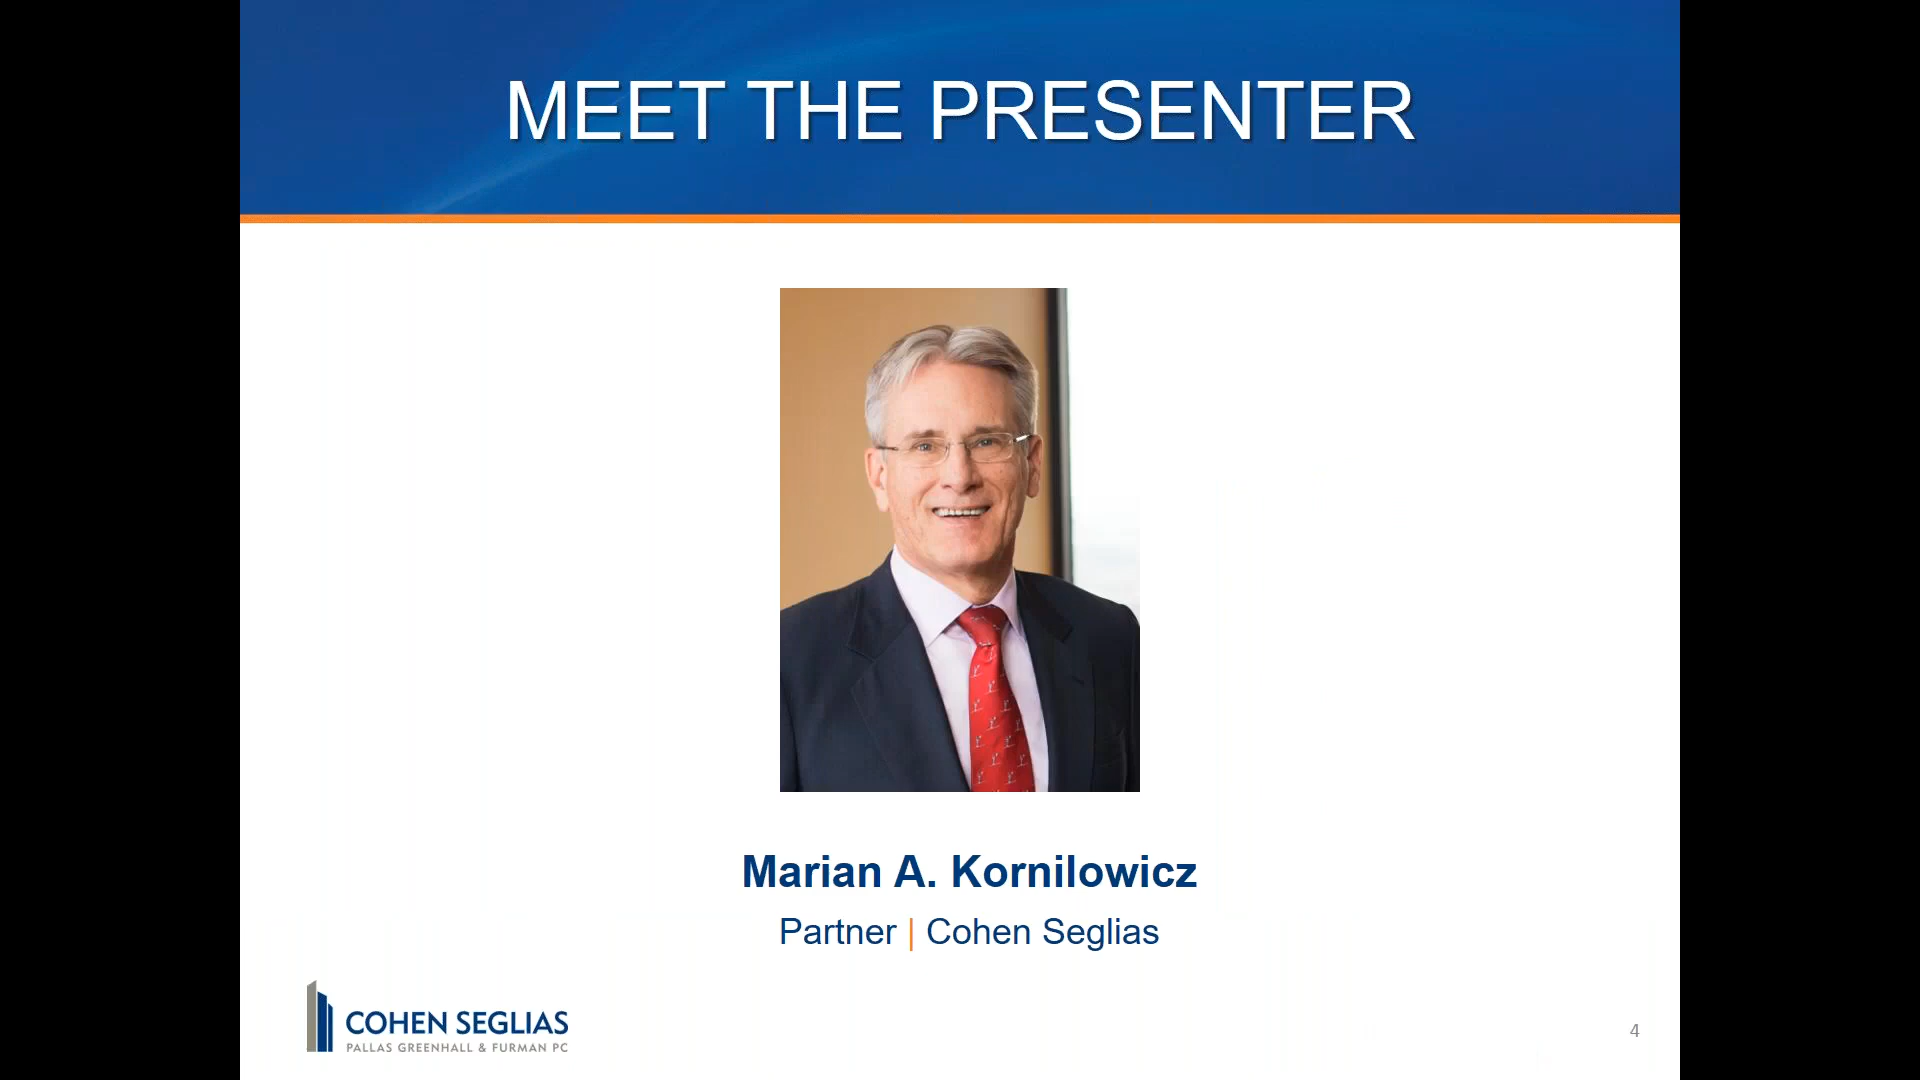 MEET THE PRESENTER
Marian A. Kornilowicz
Partner | Cohen Seglias
COHEN SEGLIAS
PALLAS GREENHALL & FURMAN PC
4